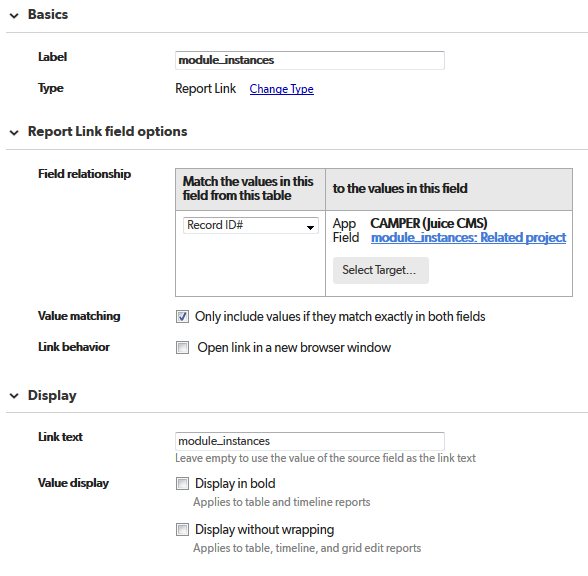 Basics
Label
module_instances
Type
Report Link
Change Type
Report Link field options
Field relationship
Match the values in this
field from this table
to the values in this field
Record ID#
App
CAMPER (Juice CMS)
Field
module_instances: Related project
Select Target...
Value matching
Only include values if they match exactly in both fields
Link behavior
Open link in a new browser window
Display
Link text
module_instances
Leave empty to use the value of the source field as the link text
Value display
Display in bold
Applies to table and timeline reports
Display without wrapping
Applies to table, timeline, and grid edit reports